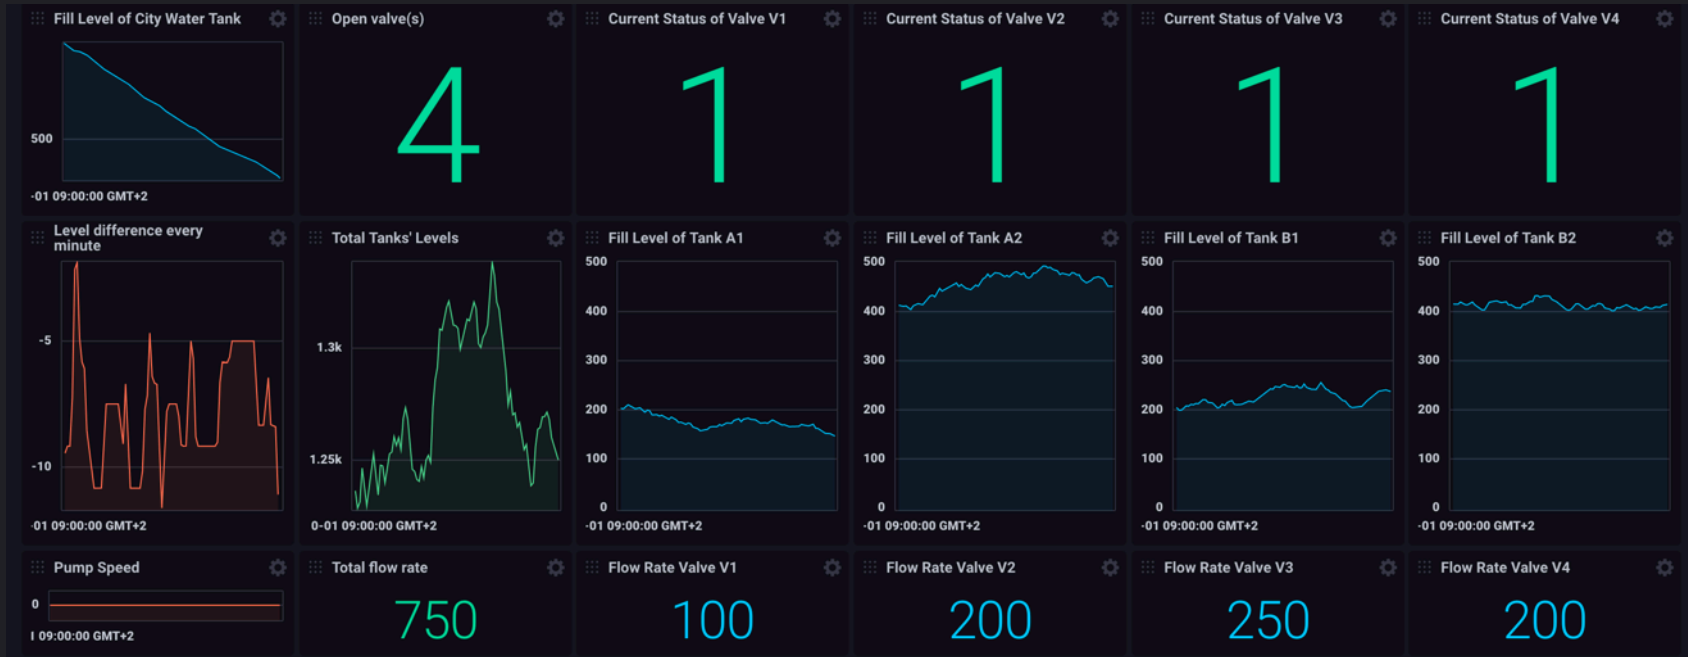 Fill Level of City Water Tank
Open valve(s)
Current Status of Valve V1
Current Status of Valve V2
Current Status of Valve V3
Current Status of Valve V4
500
-01 09:00:00 GMT+2
4
1
1
1
1
Level difference every
minute
Total Tanks' Levels
Fill Level of Tank A1
Fill Level of Tank A2
Fill Level of Tank B1
Fill Level of Tank B2
-5
-10
-01 09:00:00 GMT+2
1.3k
1.25k
0-01 09:00:00 GMT+2
500
400
300
200
100
0
-01 09:00:00 GMT+2
500
400
300
200
100
0
-01 09:00:00 GMT+2
500
400
300
200
100
0
-01 09:00:00 GMT+2
500
400
300
200
100
0
-01 09:00:00 GMT+2
Pump Speed
Total flow rate
Flow Rate Valve V1
Flow Rate Valve V2
Flow Rate Valve V3
Flow Rate Valve V4
0
09:00:00 GMT+2
750
100
200
250
200